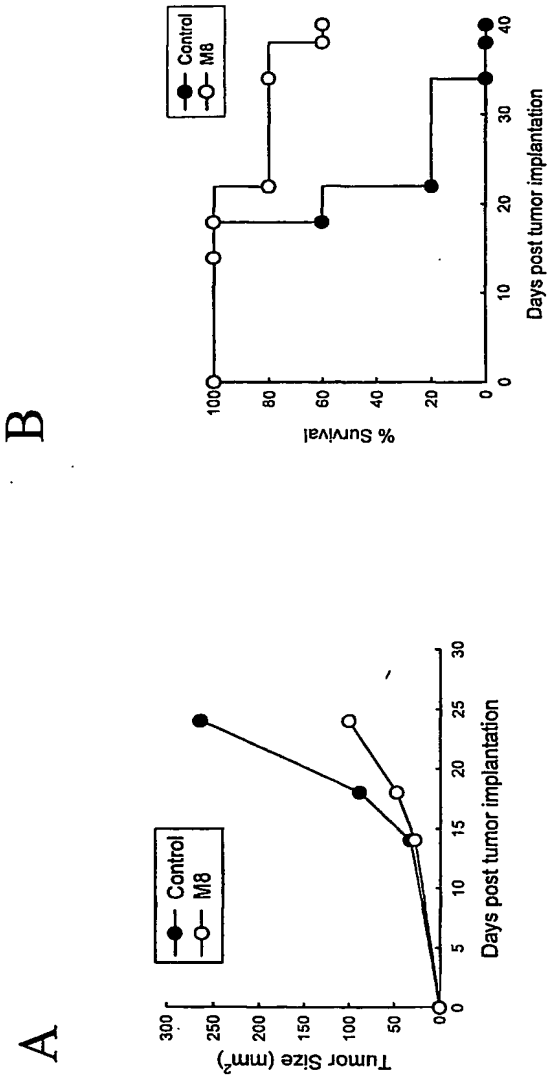 A
Control
M8
300
250
200
150
100
50
0
Tumor Size (mm²)
0 5 10 15 20 25 30
Days post tumor implantation
B
Control
M8
100
80
60
40
20
0
% Survival
0 10 20 30 40
Days post tumor implantation